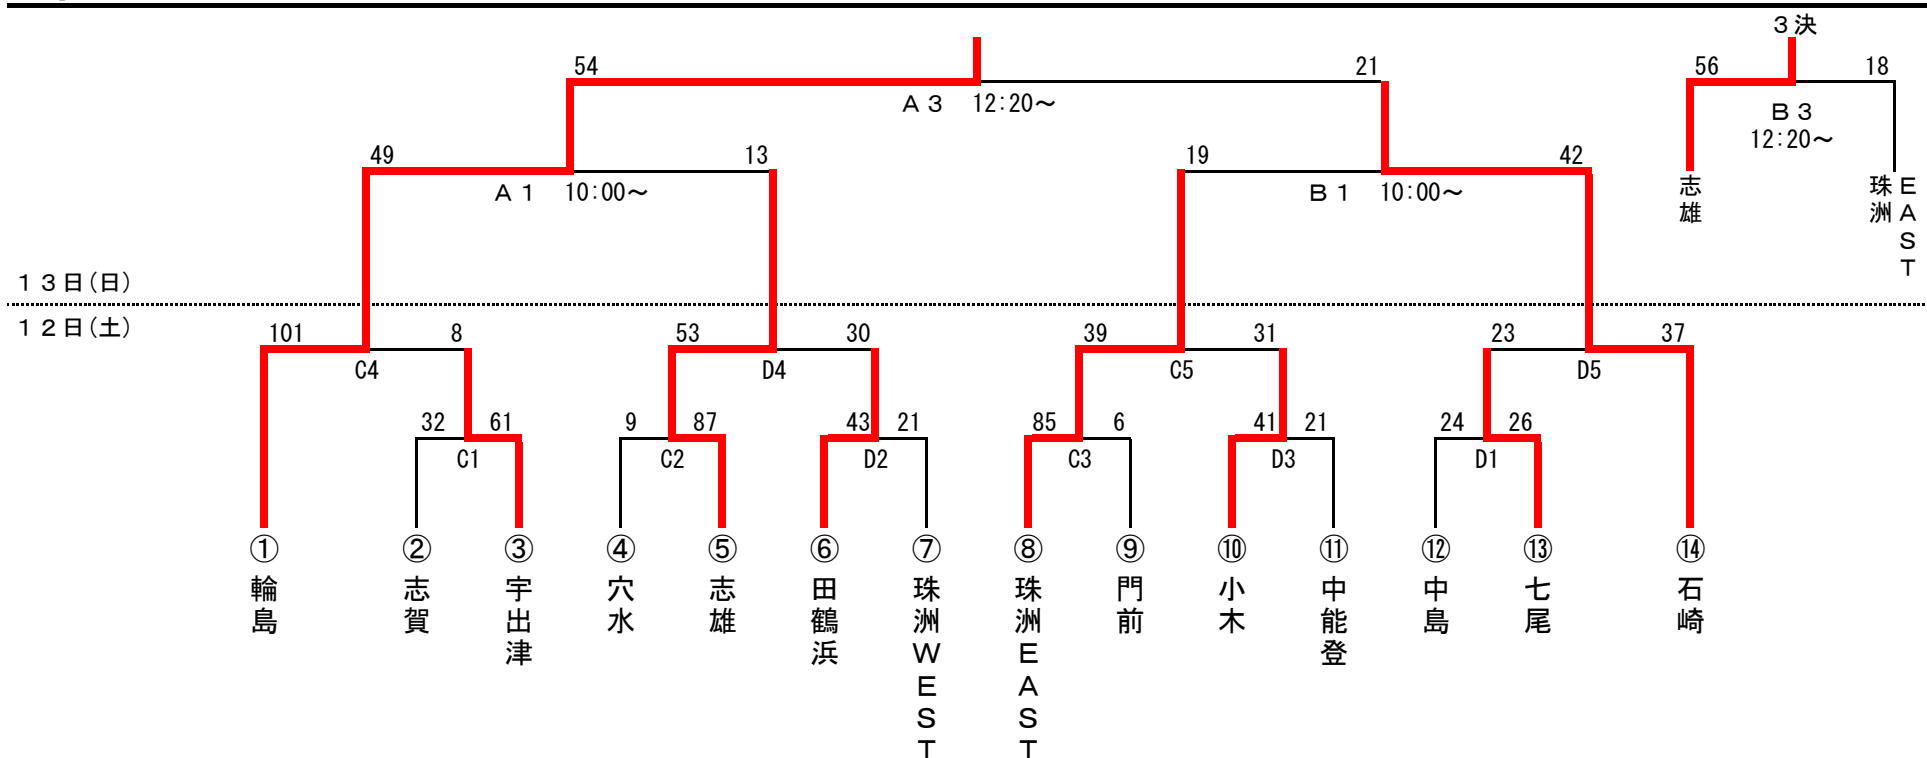 3決
54 21 56 18
A3 12:20～
B3
12:20～
49 13 19 42
A1 10:00～ B1 10:00～
志雄
珠洲EAST
13日(日)
12日(土)
101 8 53 30 39 31 23 37
C4 D4 C5 D5
32 61 9 87 43 21 85 6 41 21 24 26
C1 C2 D2 C3 D3 D1
① ② ③ ④ ⑤ ⑥ ⑦ ⑧ ⑨ ⑩ ⑪ ⑫ ⑬ ⑭
輪島
志賀
宇出津
穴水
志雄
田鶴浜
珠洲WEST
珠洲EAST
門前
小木
中能登
中島
七尾
石崎